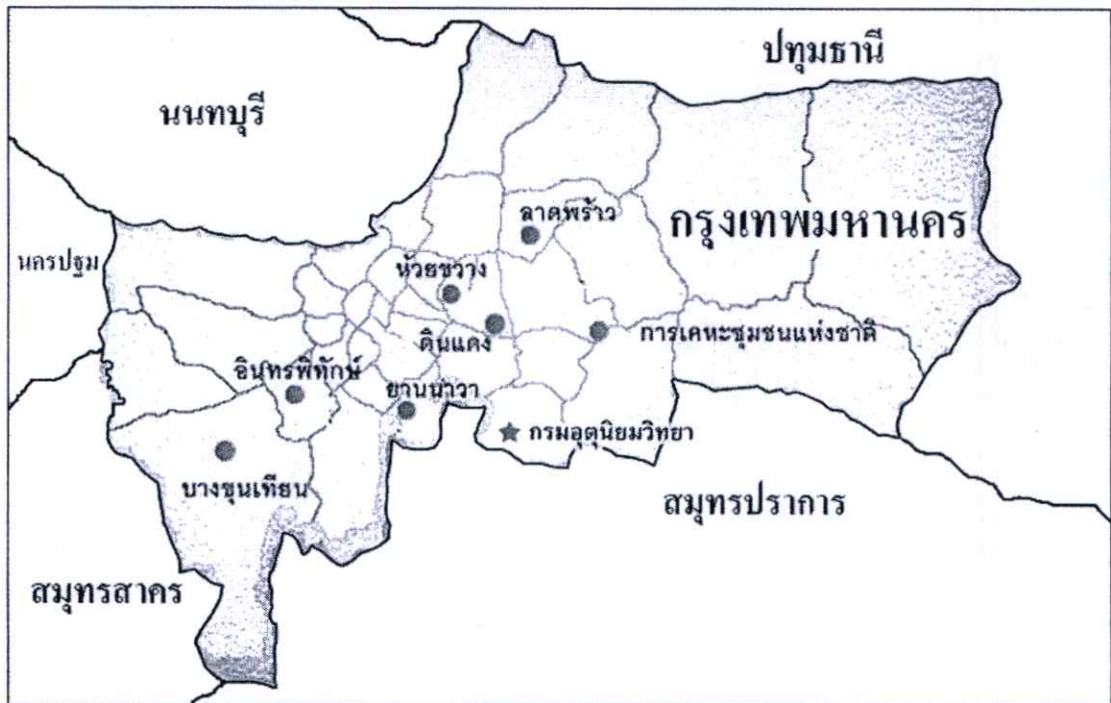 ปทุมธานี
นนทบุรี
ลาดพร้าว
กรุงเทพมหานคร
นครปฐม
ห้วยขวาง
ดินแดง
การเคหะชุมชนแห่งชาติ
อินทรพิทักษ์
ยานนาวา
กรมอุตุนิยมวิทยา
บางขุนเทียน
สมุทรปราการ
สมุทรสาคร